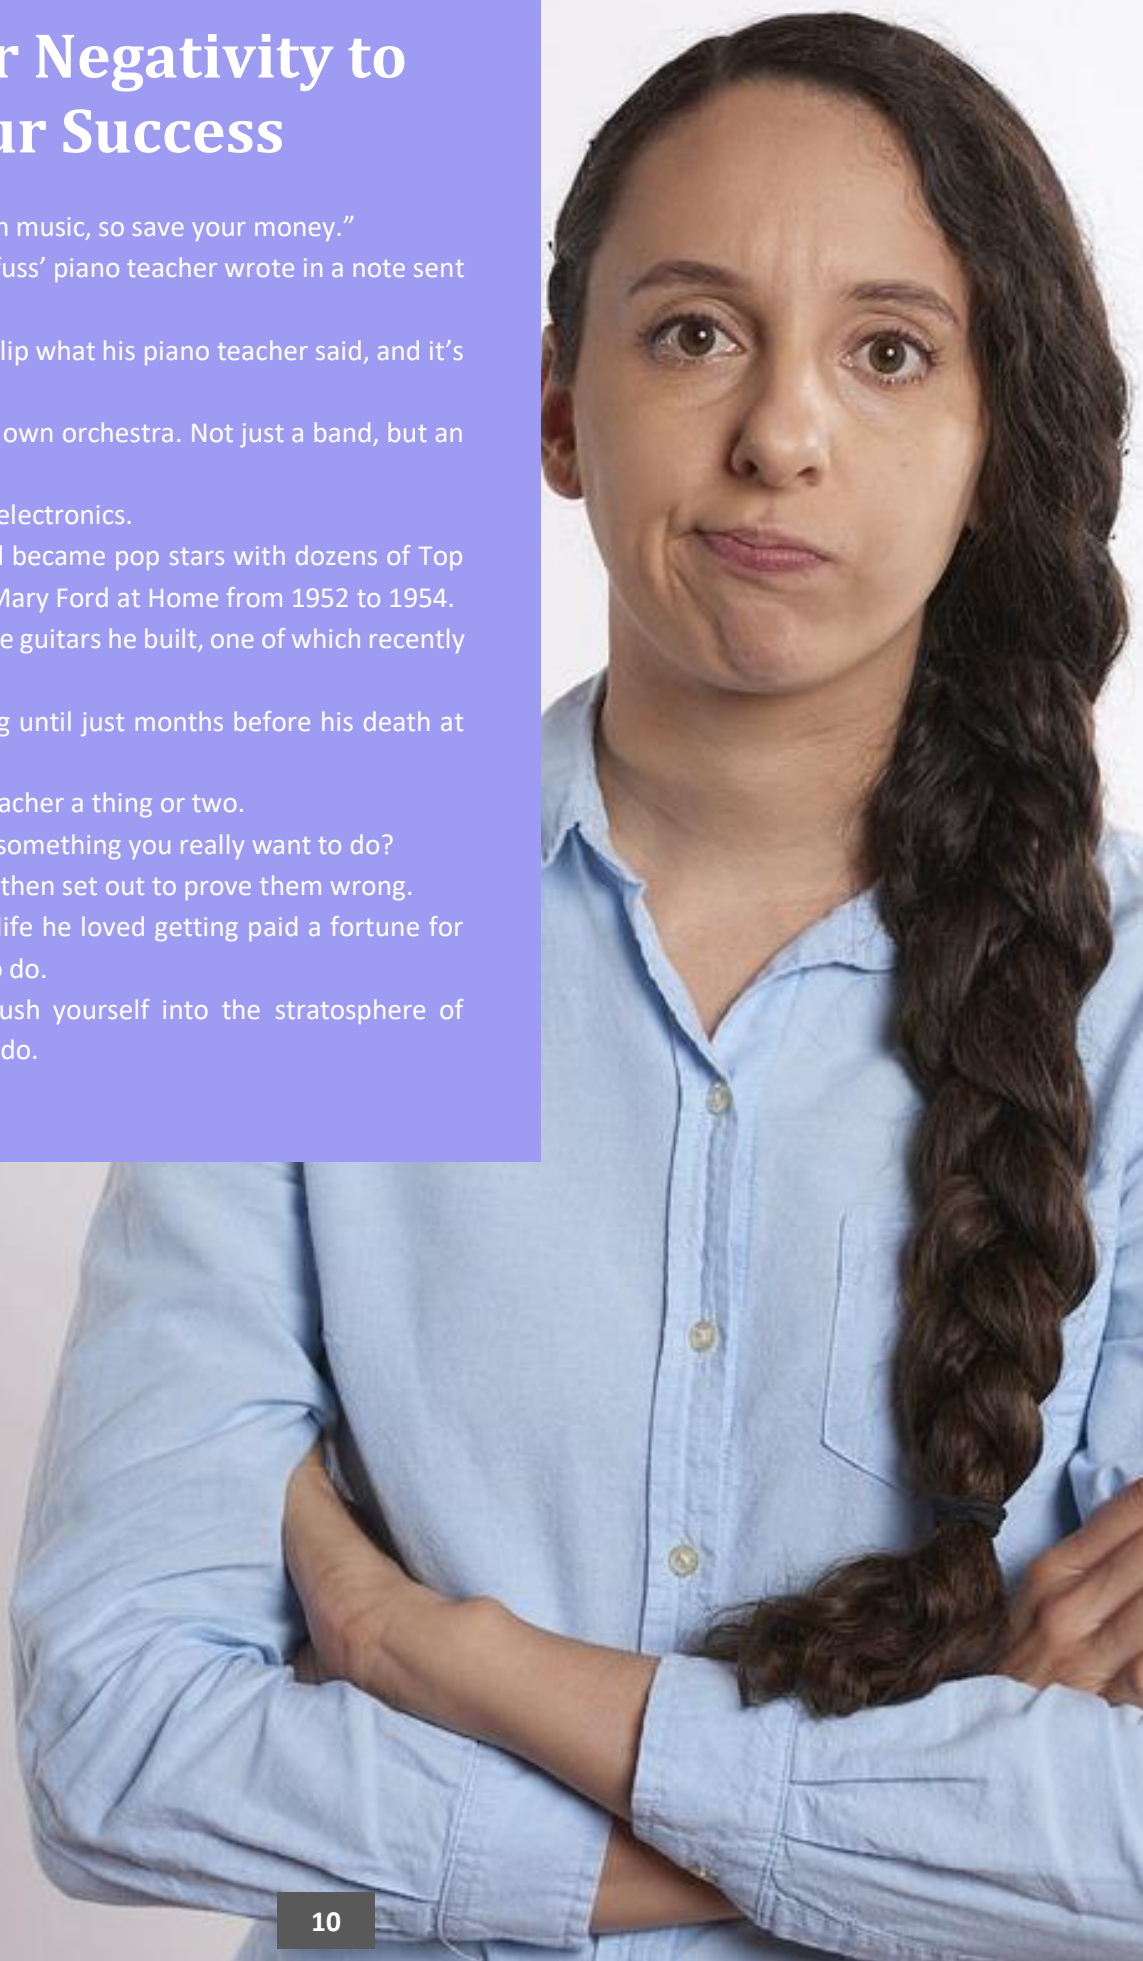 r Negativity to
ur Success
n music, so save your money.”
fuss’ piano teacher wrote in a note sent
lip what his piano teacher said, and it’s
own orchestra. Not just a band, but an
electronics.
d became pop stars with dozens of Top
Mary Ford at Home from 1952 to 1954.
e guitars he built, one of which recently
g until just months before his death at
acher a thing or two.
something you really want to do?
then set out to prove them wrong.
life he loved getting paid a fortune for
o do.
ush yourself into the stratosphere of
do.
10